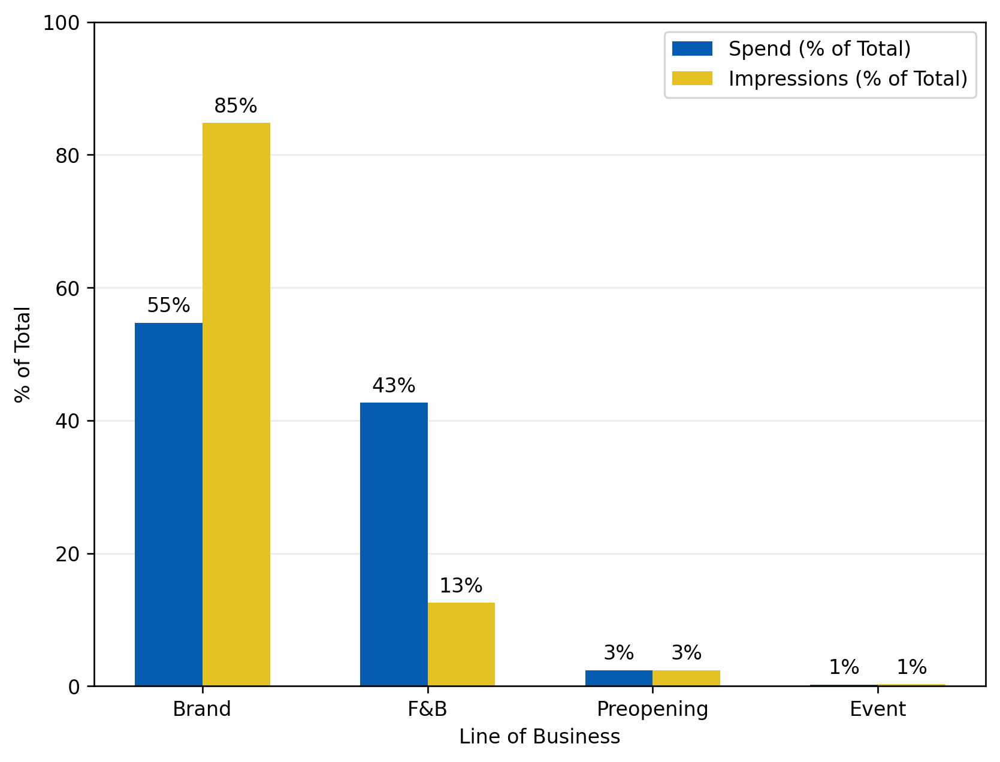 100
80
60
40
20
0
% of Total
Spend (% of Total)
Impressions (% of Total)
85%
55%
43%
13%
3%
3%
1%
1%
Brand
F&B
Preopening
Event
Line of Business